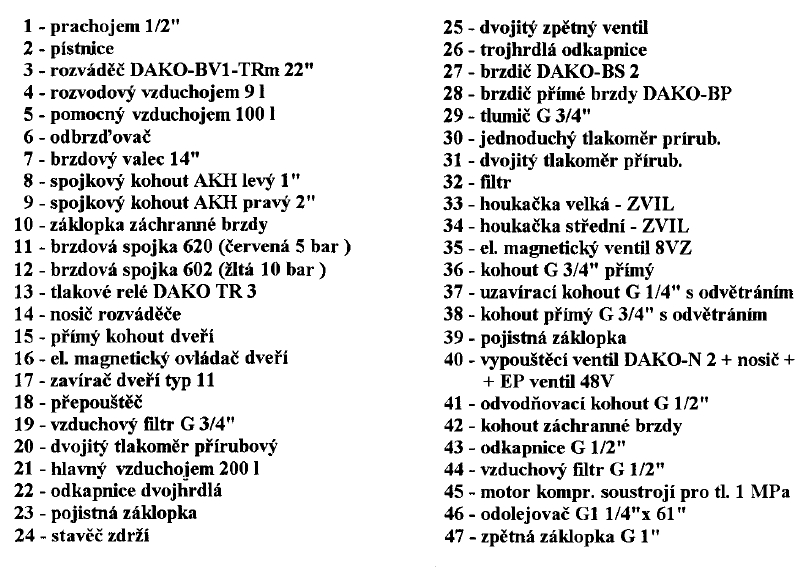 1 - prachojem 1/2"
2 - pístnice
3 - rozváděč DAKO-BV1-TRm 22"
4 - rozvodový vzduchojem 9 l
5 - pomocný vzduchojem 100 l
6 - odbrzďovač
7 - brzdový valec 14"
8 - spojkový kohout AKH levý 1"
9 - spojkový kohout AKH pravý 2"
10 - záklopka záchranné brzdy
11 - brzdová spojka 620 (červená 5 bar )
12 - brzdová spojka 602 (žltá 10 bar )
13 - tlakové relé DAKO TR 3
14 - nosič rozváděče
15 - přímý kohout dveří
16 - el. magnetický ovládač dveří
17 - zavírač dveří typ 11
18 - přepouštěč
19 - vzduchový filtr G 3/4"
20 - dvojitý tlakoměr přírubový
21 - hlavný vzduchojem 200 l
22 - odkapnice dvojhrdlá
23 - pojistná záklopka
24 - stavěč zdrží
25 - dvojitý zpětný ventil
26 - trojhrdlá odkapnice
27 - brzdič DAKO-BS 2
28 - brzdič přímé brzdy DAKO-BP
29 - tlumič G 3/4"
30 - jednoduchý tlakoměr prírub.
31 - dvojitý tlakoměr přírub.
32 - filtr
33 - houkačka velká - ZVIL
34 - houkačka střední - ZVIL
35 - el. magnetický ventil 8VZ
36 - kohout G 3/4" přímý
37 - uzavírací kohout G 1/4" s odvětráním
38 - kohout přímý G 3/4" s odvětráním
39 - pojistná záklopka
40 - vypouštěcí ventil DAKO-N 2 + nosič +
+ EP ventil 48V
41 - odvodňovací kohout G 1/2"
42 - kohout záchranné brzdy
43 - odkapnice G 1/2"
44 - vzduchový filtr G 1/2"
45 - motor kompr. soustrojí pro tl. 1 MPa
46 - odolejovač G1 1/4"x 61"
47 - zpětná záklopka G 1"